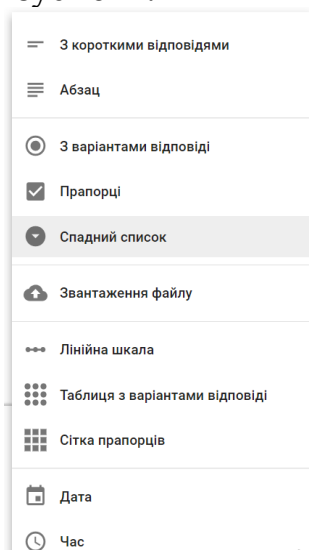 З короткими відповідями
Абзац
З варіантами відповіді
Прапорці
Спадний список
Звантаження файлу
Лінійна шкала
Таблиця з варіантами відповіді
Сітка прапорців
Дата
Час